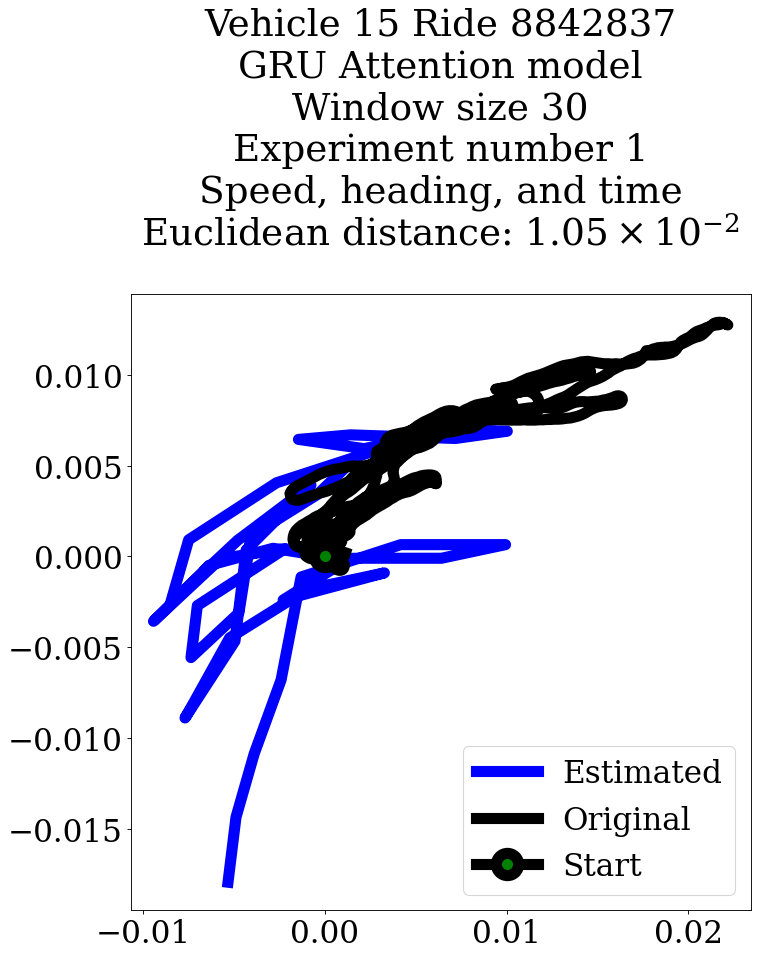 Vehicle 15 Ride 8842837
GRU Attention model
Window size 30
Experiment number 1
Speed, heading, and time
Euclidean distance: 1.05 × 10⁻²
0.010
0.005
0.000
−0.005
−0.010
−0.015
Estimated
Original
Start
−0.01 0.00 0.01 0.02